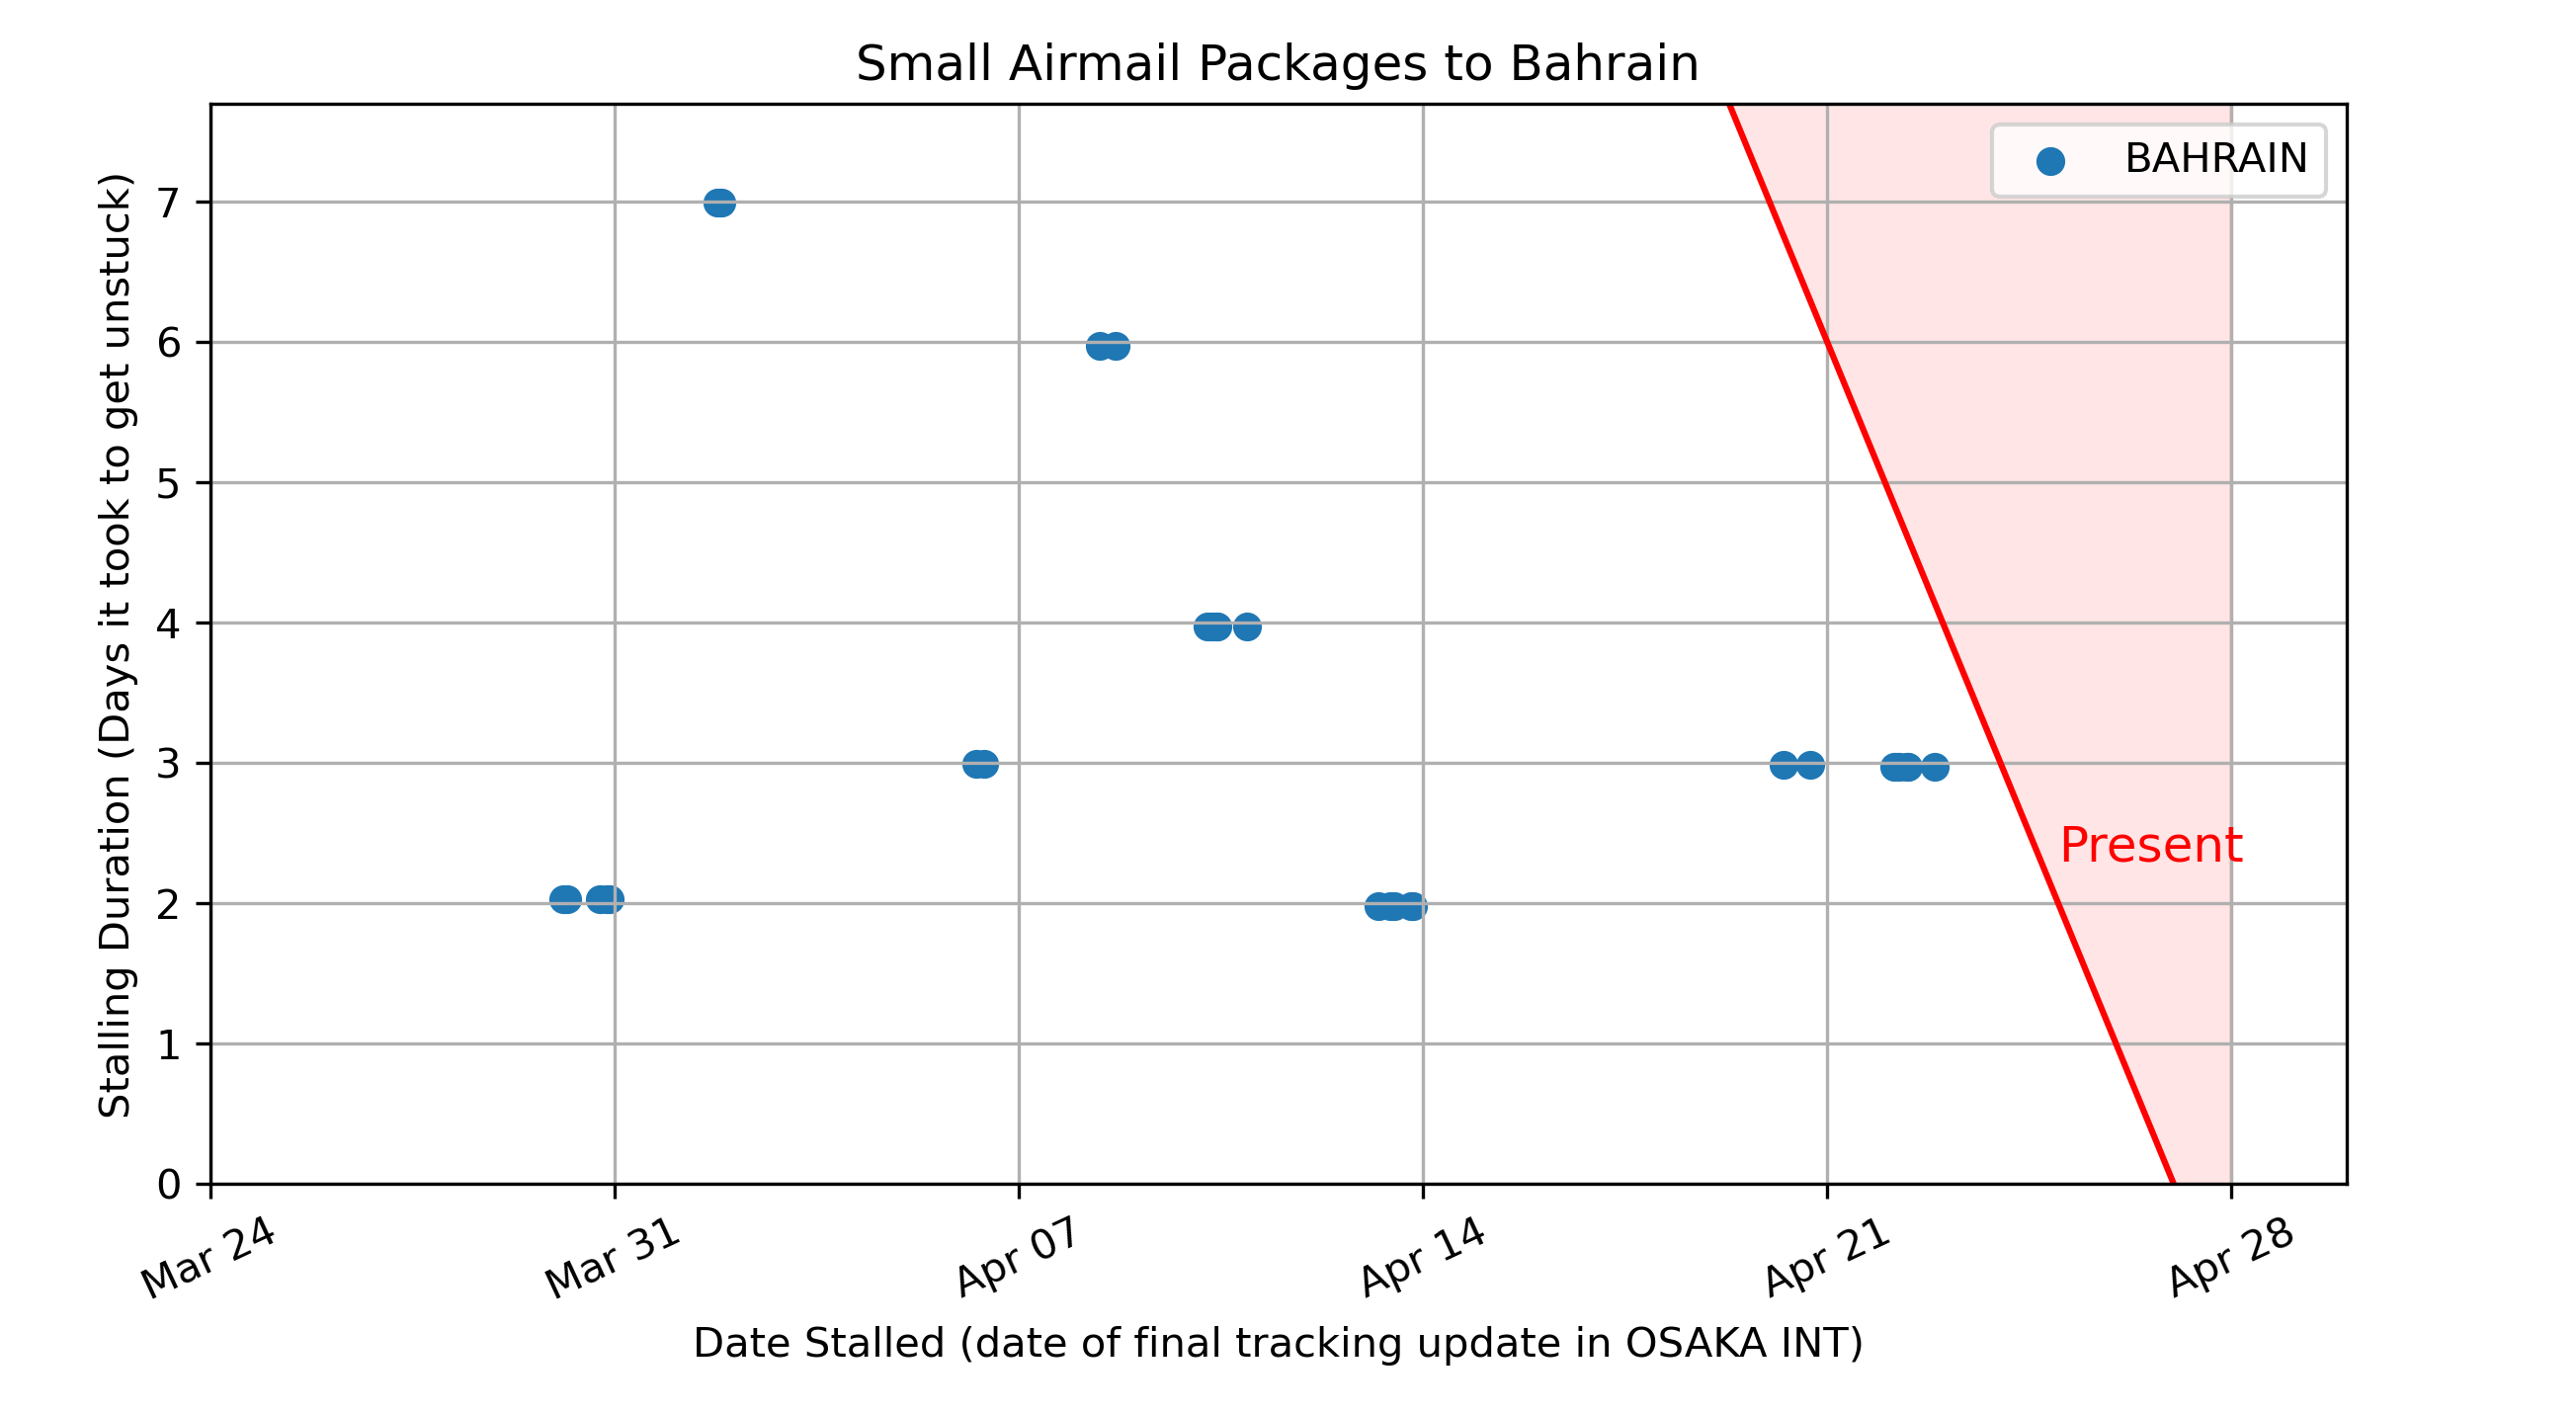 Small Airmail Packages to Bahrain
BAHRAIN
Stalling Duration (Days it took to get unstuck)
7
6
5
4
3
2
1
0
Present
Mar 24
Mar 31
Apr 07
Apr 14
Apr 21
Apr 28
Date Stalled (date of final tracking update in OSAKA INT)